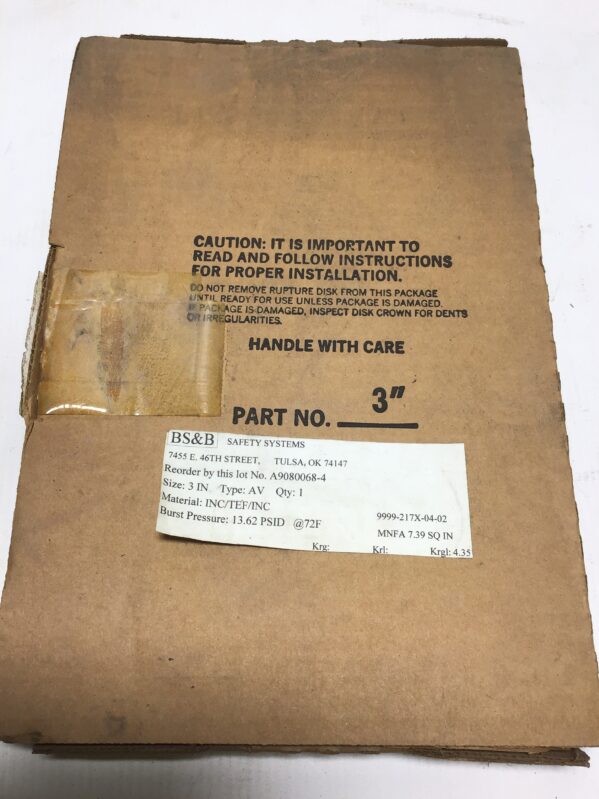 CAUTION: IT IS IMPORTANT TO
READ AND FOLLOW INSTRUCTIONS
FOR PROPER INSTALLATION.
DO NOT REMOVE RUPTURE DISK FROM THIS PACKAGE
UNTIL READY FOR USE UNLESS PACKAGE IS DAMAGED.
IF PACKAGE IS DAMAGED, INSPECT DISK CROWN FOR DENTS
OR IRREGULARITIES.
HANDLE WITH CARE
PART NO. 3"
BS&B SAFETY SYSTEMS
7455 E. 46TH STREET, TULSA, OK 74147
Reorder by this lot No. A9080068-4
Size: 3 IN Type: AV Qty: 1
Material: INC/TEF/INC 9999-217X-04-02
Burst Pressure: 13.62 PSID @72F MNFA 7.39 SQ IN
Krg: Krl: Krgl: 4.35